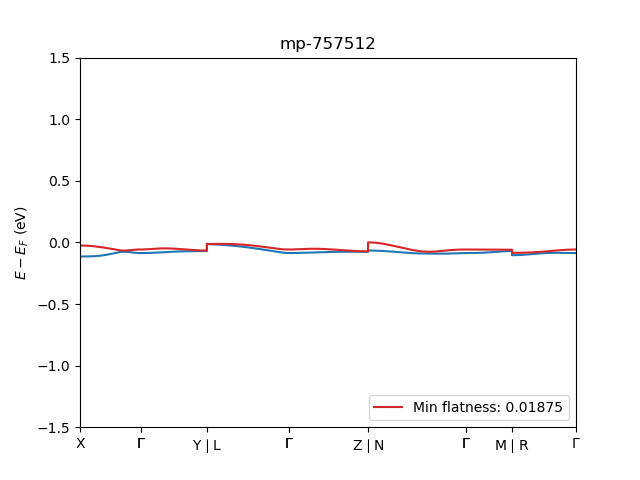 mp-757512
1.5
1.0
0.5
0.0
−0.5
−1.0
−1.5
E − E_F (eV)
Min flatness: 0.01875
X Γ Y | L Γ Z | N Γ M | R Γ